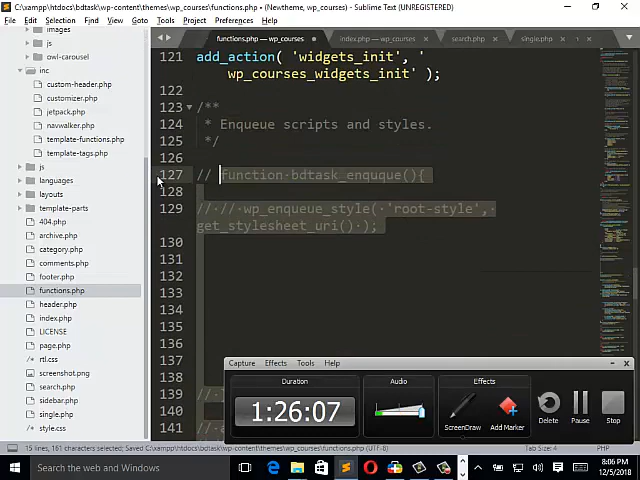 C:\xampp\htdocs\bdtask\wp-content\themes\wp_courses\functions.php • (Newtheme, wp_courses) - Sublime Text (UNREGISTERED)
File Edit Selection Find View Goto Tools Project Preferences Help
images
js
owl-carousel
inc
custom-header.php
customizer.php
jetpack.php
navwalker.php
template-functions.php
template-tags.php
js
languages
layouts
template-parts
404.php
archive.php
category.php
comments.php
footer.php
functions.php
header.php
index.php
LICENSE
page.php
rtl.css
screenshot.png
search.php
sidebar.php
single.php
style.css
functions.php — wp_courses
index.php — wp_courses
search.php
single.php
1
121 add_action( 'widgets_init', '
wp_courses_widgets_init' );
122
123 /**
124 * Enqueue scripts and styles.
125 */
126
127 // function bdtask_enquque(){
128
129 // // wp_enqueue_style( 'root-style',
get_stylesheet_uri() );
130
131
132
133
134
135
136
137
138
139
140
141
Capture Effects Tools Help
Duration
1:26:07
Audio
Effects
ScreenDraw
Add Marker
Delete
Pause
Stop
15 lines, 161 characters selected; Saved C:\xampp\htdocs\bdtask\wp-content\themes\wp_courses\functions.php (UTF-8)
Tab Size: 4
PHP
Search the web and Windows
8:06 PM
12/5/2018